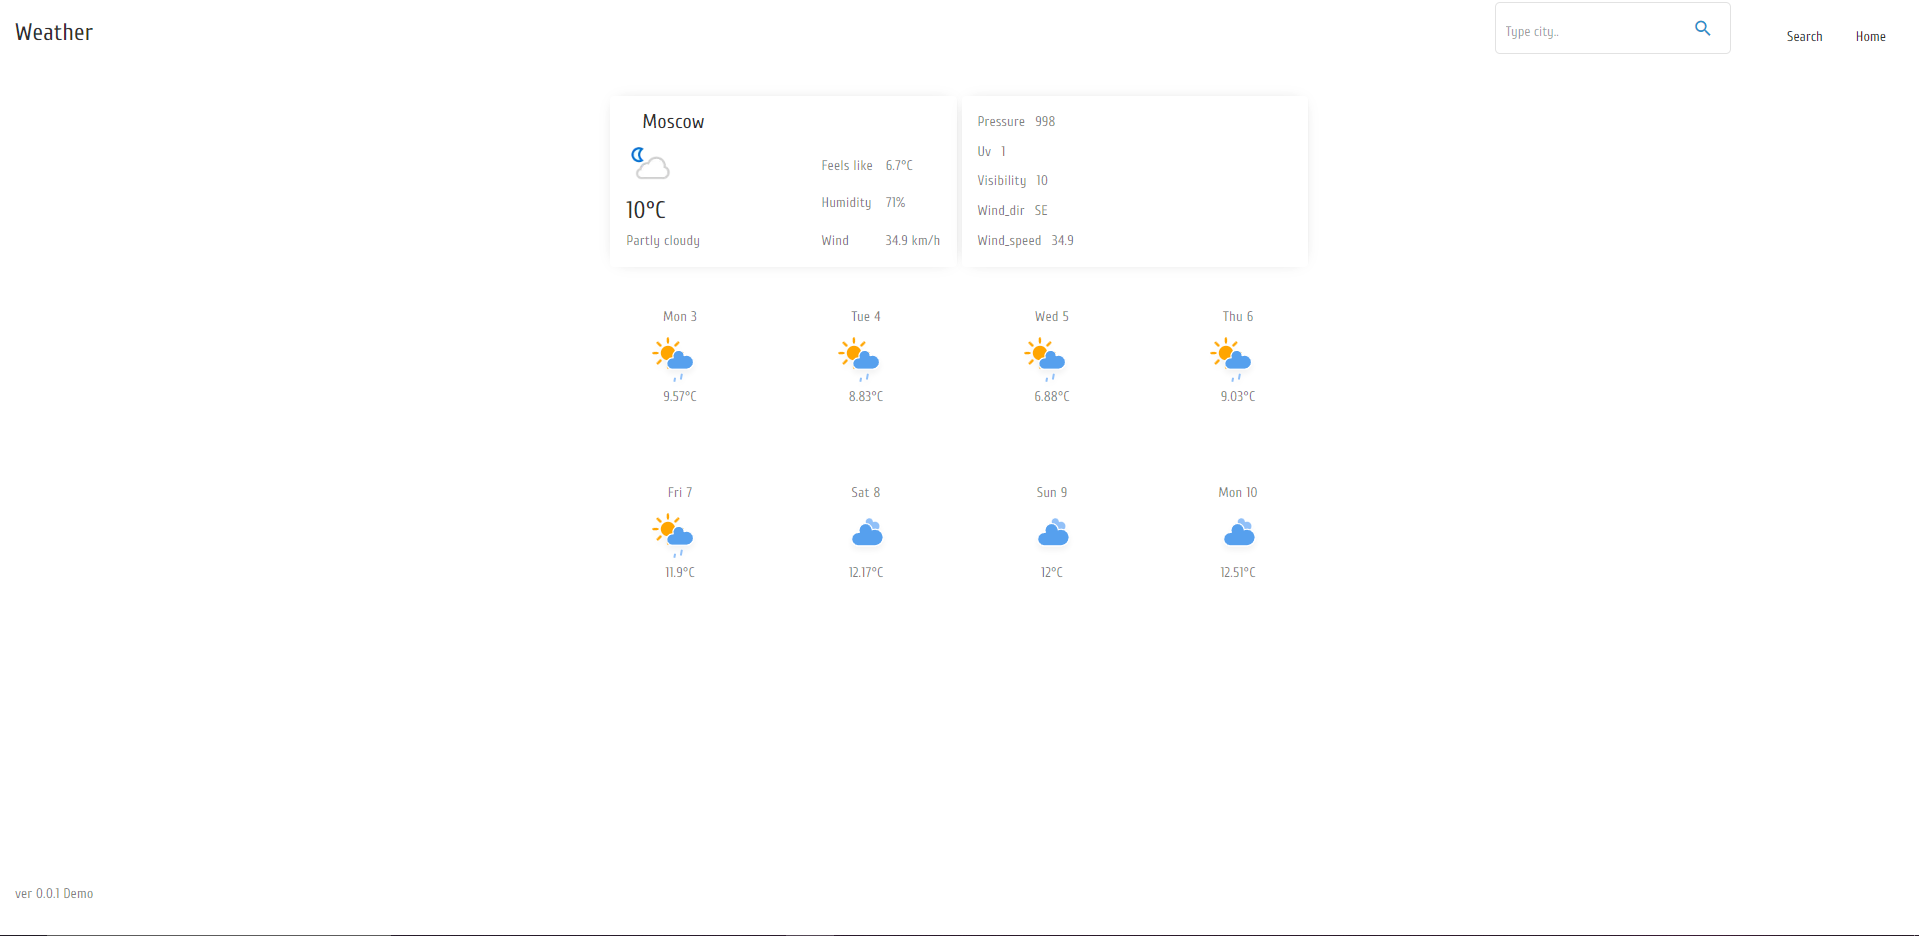 Weather
Type city..
Search
Home
Moscow
10°C
Partly cloudy
Feels like 6.7°C
Humidity 71%
Wind 34.9 km/h
Pressure 998
Uv 1
Visibility 10
Wind_dir SE
Wind_speed 34.9
Mon 3
9.57°C
Tue 4
8.83°C
Wed 5
6.88°C
Thu 6
9.03°C
Fri 7
11.9°C
Sat 8
12.17°C
Sun 9
12°C
Mon 10
12.51°C
ver 0.0.1 Demo